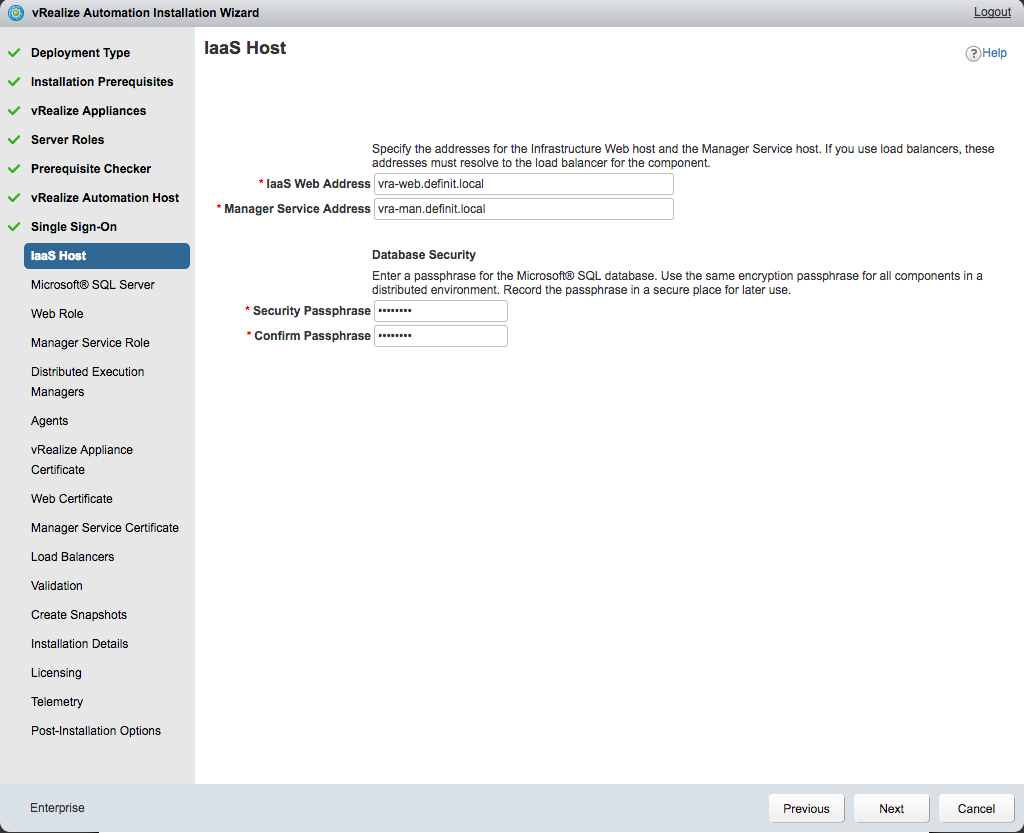 vRealize Automation Installation Wizard
Logout
Deployment Type
Installation Prerequisites
vRealize Appliances
Server Roles
Prerequisite Checker
vRealize Automation Host
Single Sign-On
IaaS Host
Microsoft® SQL Server
Web Role
Manager Service Role
Distributed Execution
Managers
Agents
vRealize Appliance
Certificate
Web Certificate
Manager Service Certificate
Load Balancers
Validation
Create Snapshots
Installation Details
Licensing
Telemetry
Post-Installation Options
IaaS Host
? Help
Specify the addresses for the Infrastructure Web host and the Manager Service host. If you use load balancers, these
addresses must resolve to the load balancer for the component.
* IaaS Web Address vra-web.definit.local
* Manager Service Address vra-man.definit.local
Database Security
Enter a passphrase for the Microsoft® SQL database. Use the same encryption passphrase for all components in a
distributed environment. Record the passphrase in a secure place for later use.
* Security Passphrase ••••••••
* Confirm Passphrase ••••••••
Enterprise
Previous
Next
Cancel